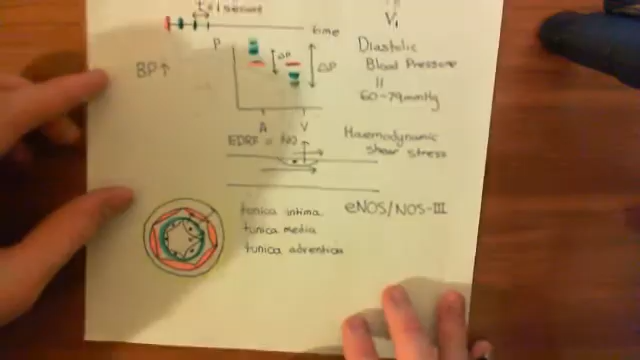 t = 1 second
time
V₁
P
ΔP
ΔP
BP↑
A
V
Diastolic
Blood Pressure
=
60-79mmHg
EDRF = NO
Haemodynamic
shear stress
tunica intima
tunica media
tunica adventica
eNOS/NOS-III